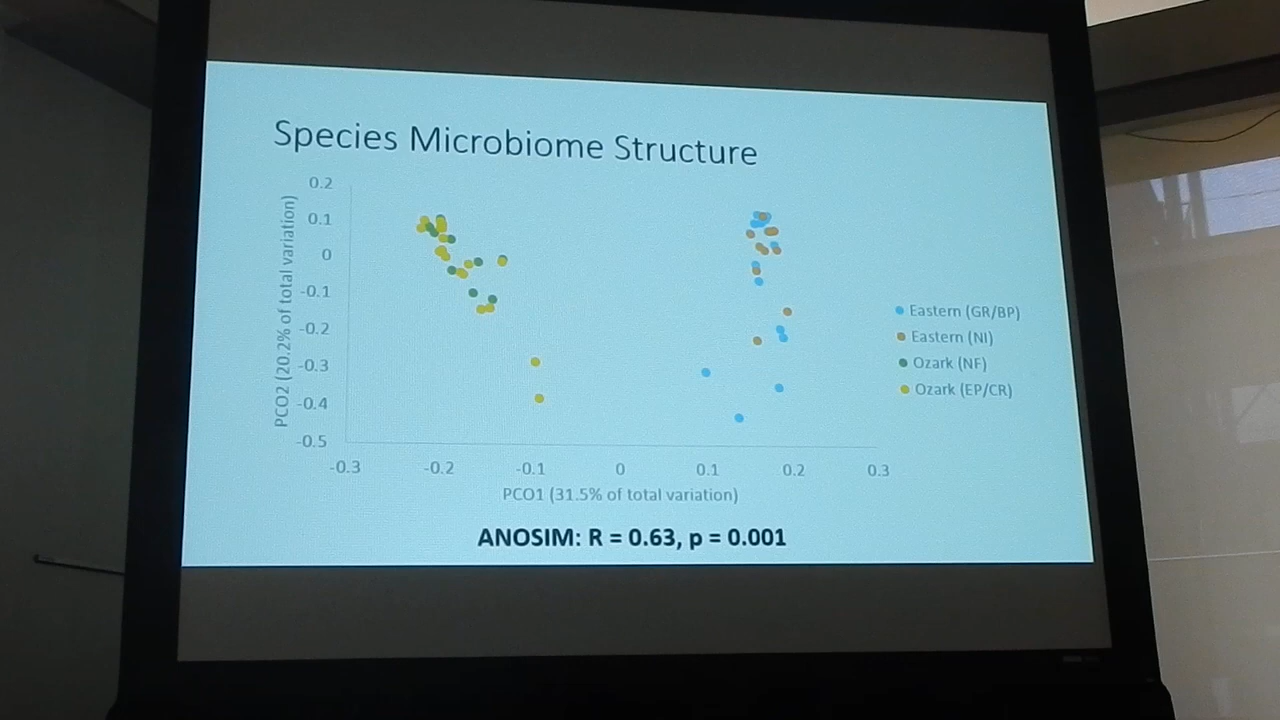 Species Microbiome Structure
0.2
0.1
0
-0.1
-0.2
-0.3
-0.4
-0.5
PCO2 (20.2% of total variation)
-0.3 -0.2 -0.1 0 0.1 0.2 0.3
PCO1 (31.5% of total variation)
Eastern (GR/BP)
Eastern (NI)
Ozark (NF)
Ozark (EP/CR)
ANOSIM: R = 0.63, p = 0.001